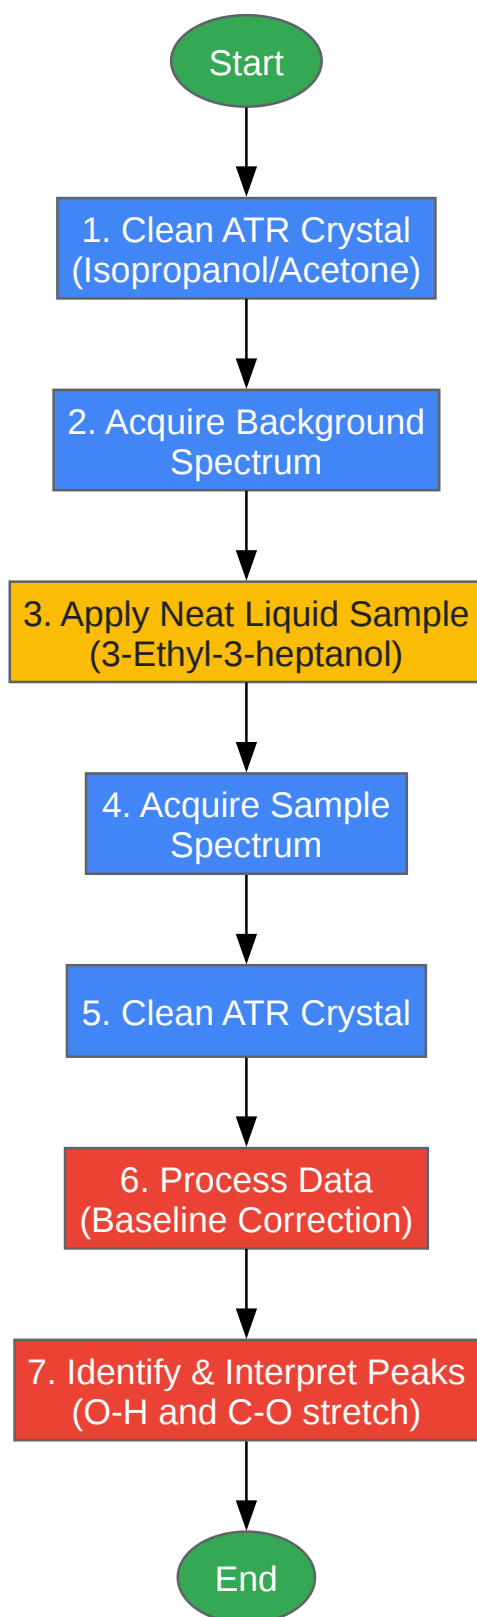 Start
1. Clean ATR Crystal
(Isopropanol/Acetone)
2. Acquire Background
Spectrum
3. Apply Neat Liquid Sample
(3-Ethyl-3-heptanol)
4. Acquire Sample
Spectrum
5. Clean ATR Crystal
6. Process Data
(Baseline Correction)
7. Identify & Interpret Peaks
(O-H and C-O stretch)
End